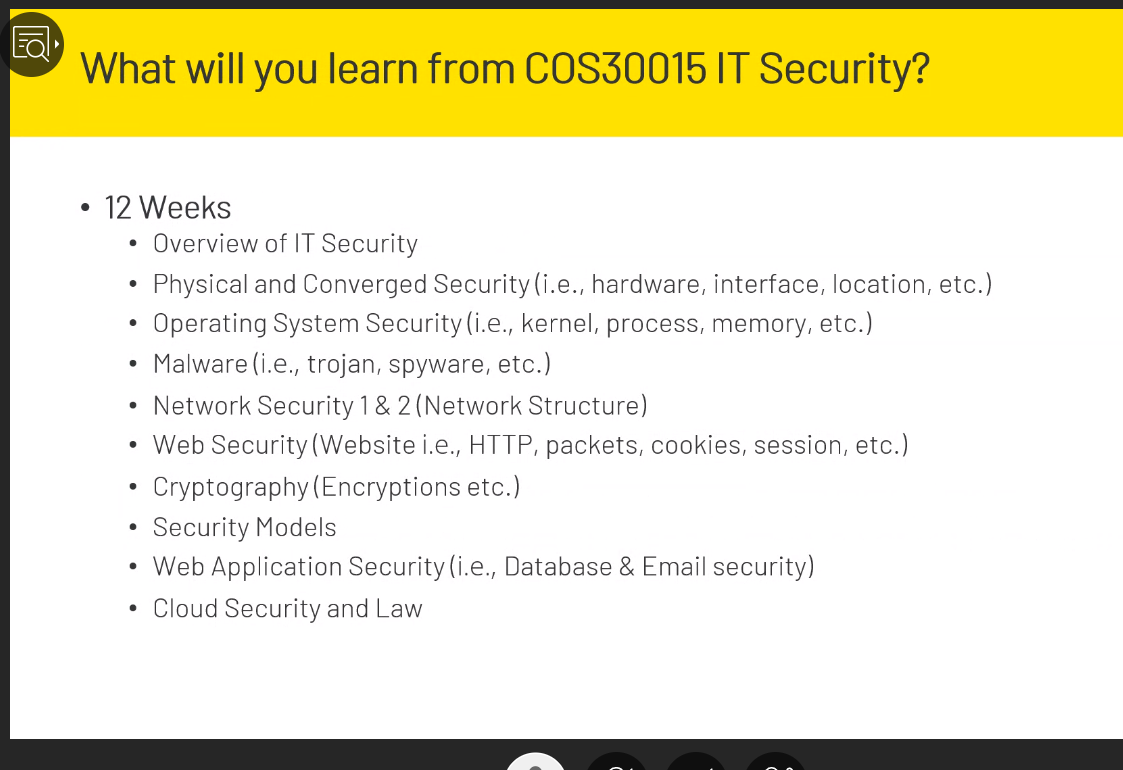 What will you learn from COS30015 IT Security?
• 12 Weeks
• Overview of IT Security
• Physical and Converged Security (i.e., hardware, interface, location, etc.)
• Operating System Security (i.e., kernel, process, memory, etc.)
• Malware (i.e., trojan, spyware, etc.)
• Network Security 1 & 2 (Network Structure)
• Web Security (Website i.e., HTTP, packets, cookies, session, etc.)
• Cryptography (Encryptions etc.)
• Security Models
• Web Application Security (i.e., Database & Email security)
• Cloud Security and Law